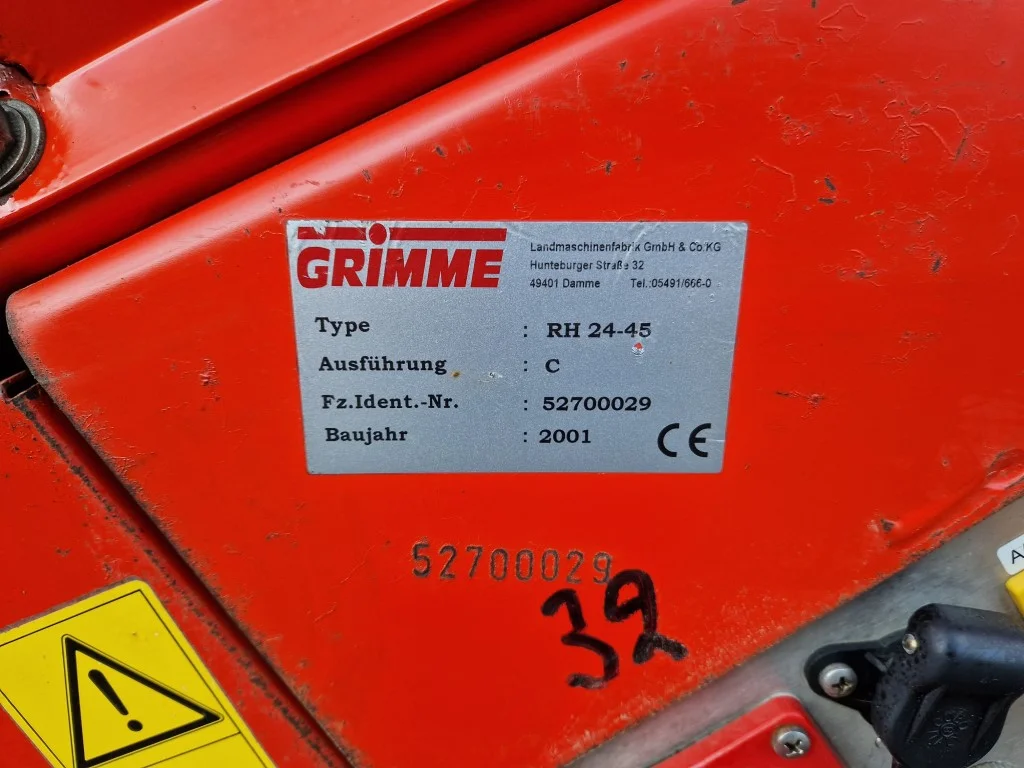 GRIMME
Landmaschinenfabrik GmbH & Co.KG
Hunteburger Straße 32
49401 Damme Tel.:05491/666-0
Type : RH 24-45
Ausführung : C
Fz.Ident.-Nr. : 52700029
Baujahr : 2001 CE
52700029
32